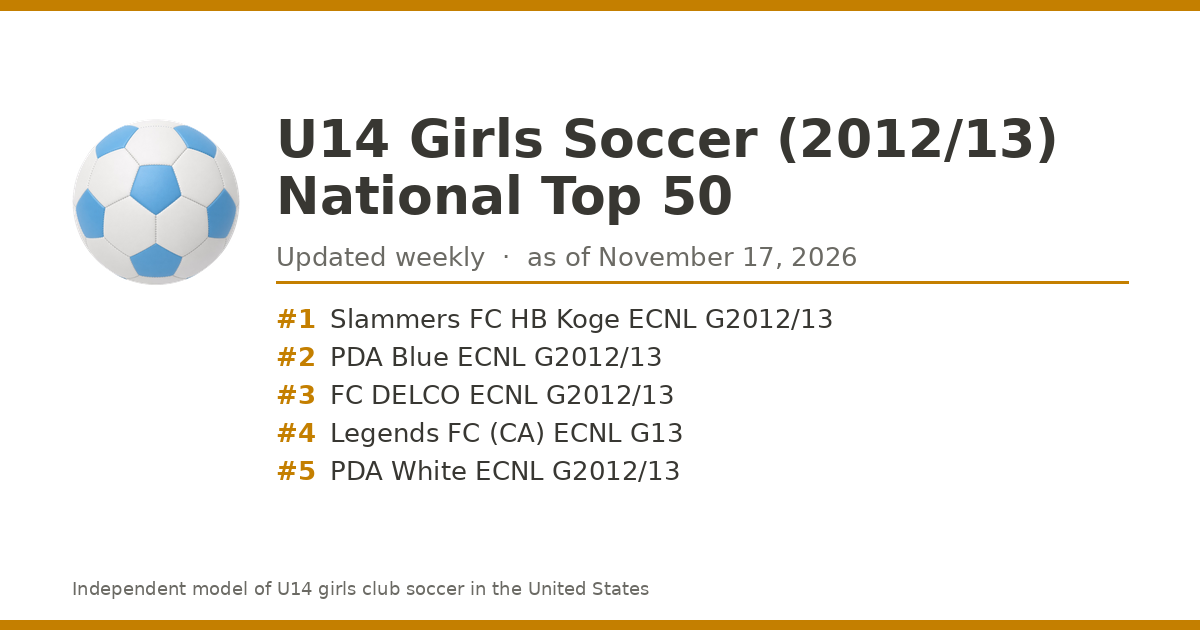 U14 Girls Soccer (2012/13)
National Top 50
Updated weekly · as of November 17, 2026
#1 Slammers FC HB Koge ECNL G2012/13
#2 PDA Blue ECNL G2012/13
#3 FC DELCO ECNL G2012/13
#4 Legends FC (CA) ECNL G13
#5 PDA White ECNL G2012/13
Independent model of U14 girls club soccer in the United States